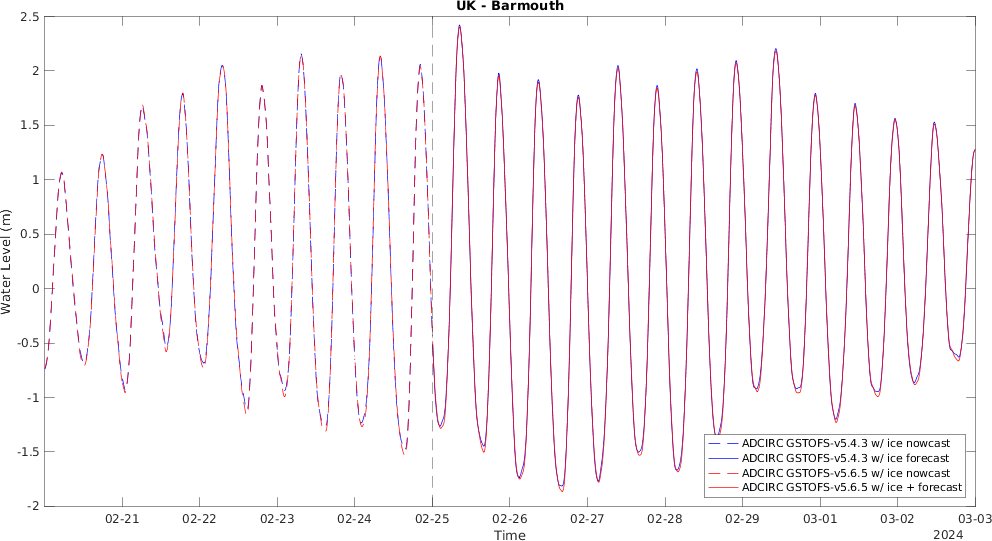 UK - Barmouth
2.5
2
1.5
1
0.5
0
-0.5
-1
-1.5
-2
Water Level (m)
ADCIRC GSTOFS-v5.4.3 w/ ice nowcast
ADCIRC GSTOFS-v5.4.3 w/ ice forecast
ADCIRC GSTOFS-v5.6.5 w/ ice nowcast
ADCIRC GSTOFS-v5.6.5 w/ ice + forecast
02-21 02-22 02-23 02-24 02-25 02-26 02-27 02-28 02-29 03-01 03-02 03-03
Time
2024